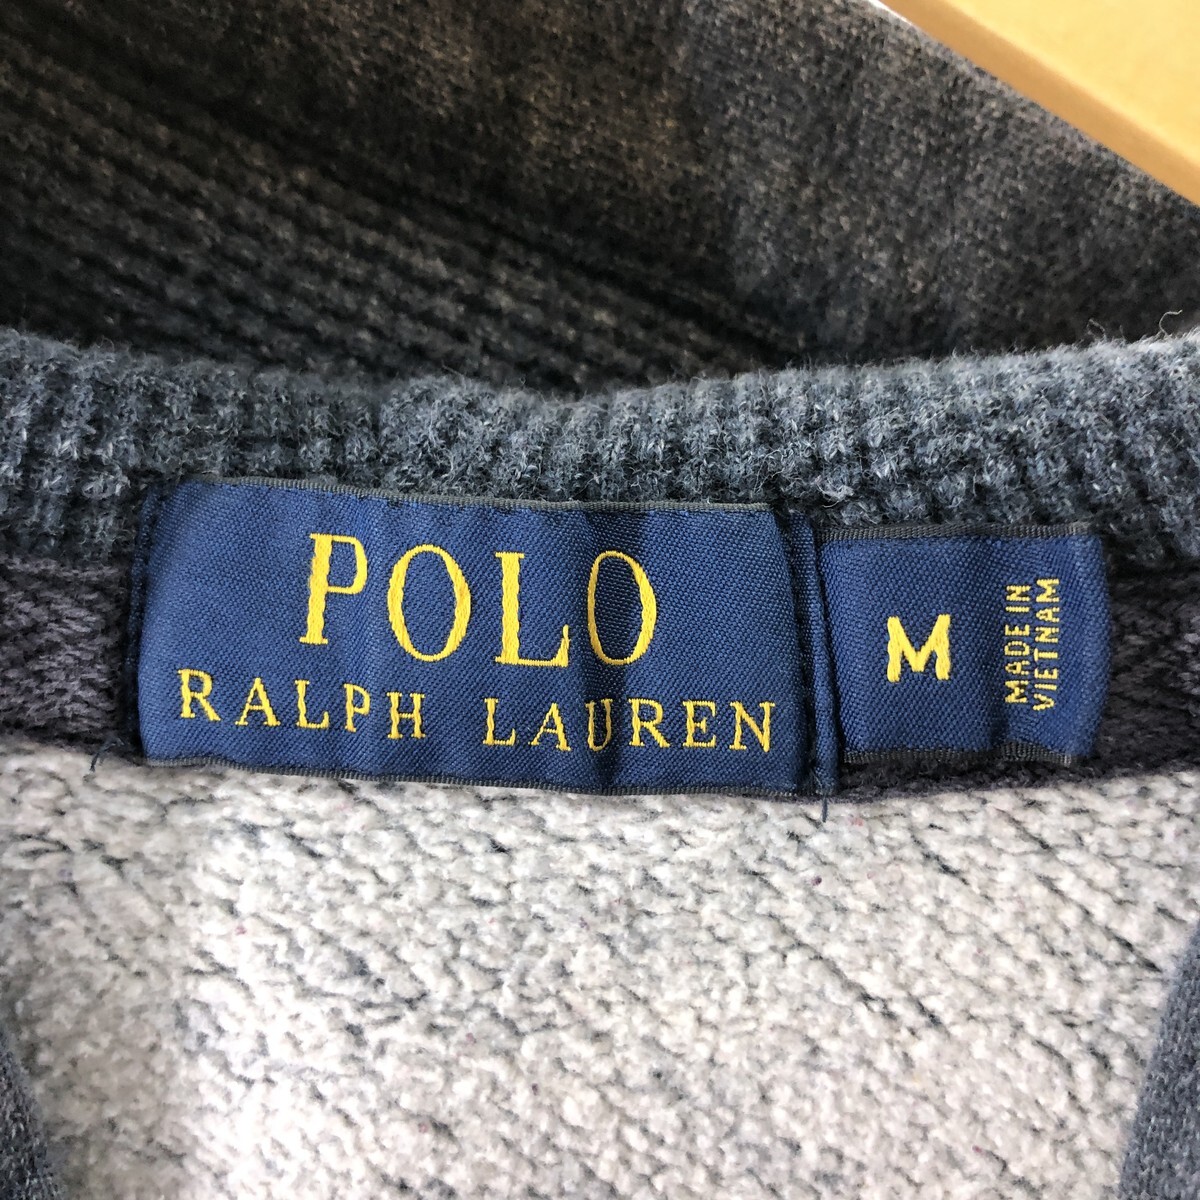 POLO
RALPH LAUREN
M
MADE IN
VIETNAM